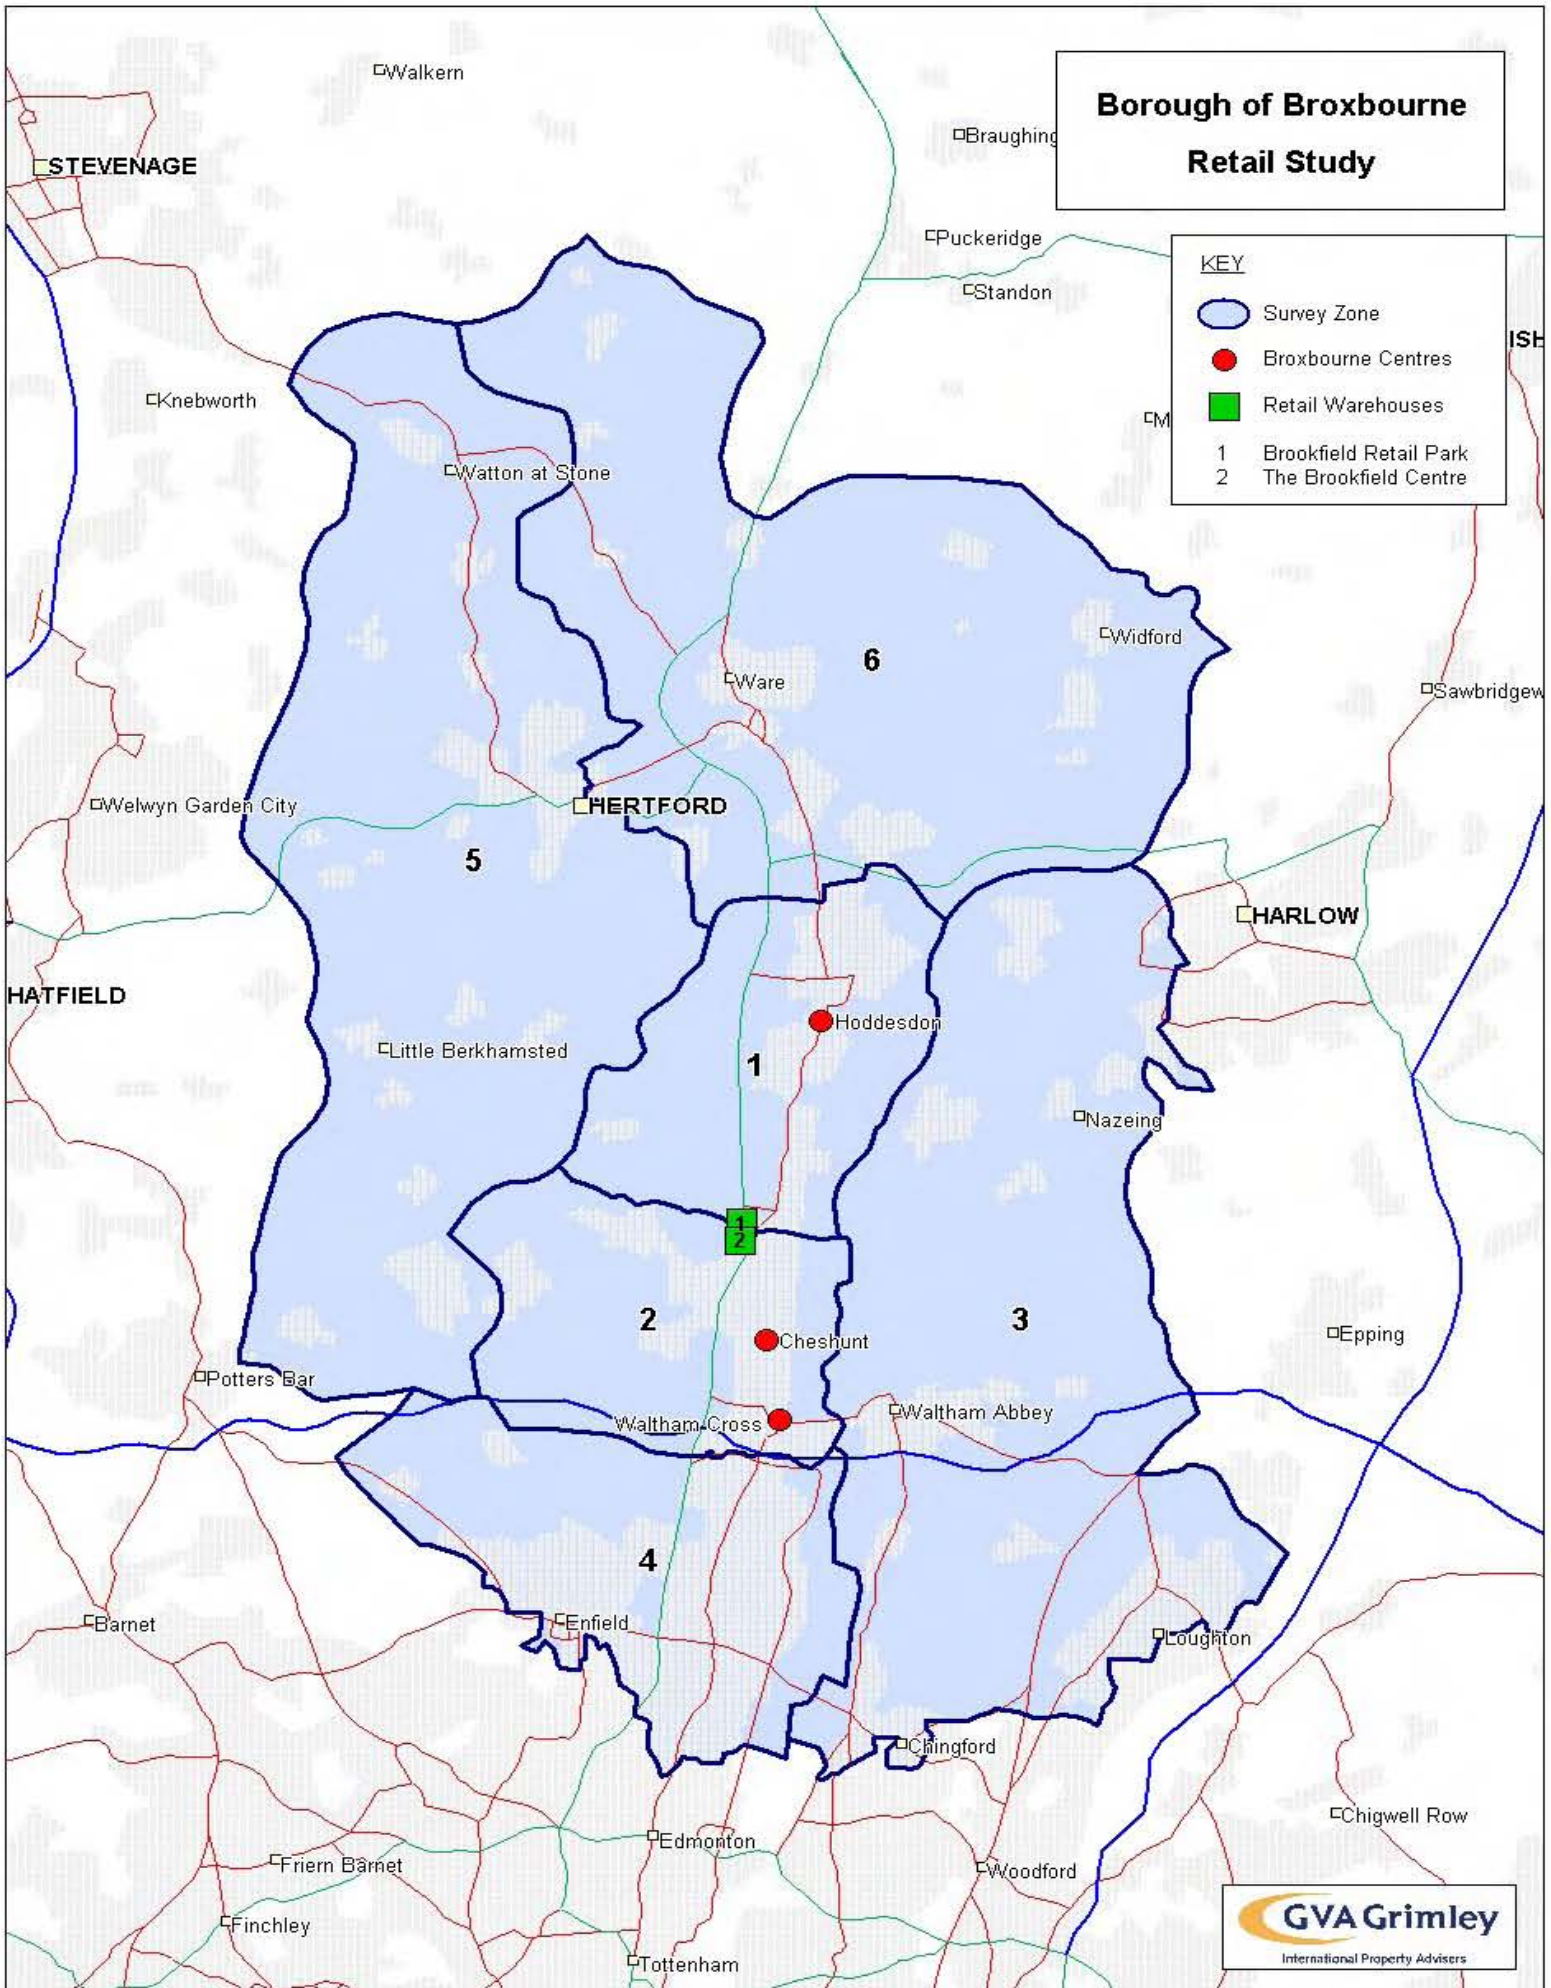 Walkern
Borough of Broxbourne
Retail Study
Braughing
STEVENAGE
Puckeridge
KEY
Standon
Survey Zone
ISH
Broxbourne Centres
Knebworth
Retail Warehouses
M
1 Brookfield Retail Park
2 The Brookfield Centre
Watton at Stone
Widford
6
Ware
Sawbridgew
Welwyn Garden City
HERTFORD
5
HARLOW
HATFIELD
Hoddesdon
Little Berkhamsted
1
Nazeing
1
2
2
3
Cheshunt
Epping
Potters Bar
Waltham Cross
Waltham Abbey
4
Barnet
Enfield
Loughton
Chingford
Chigwell Row
Edmonton
Friern Barnet
Woodford
Finchley
GVA Grimley
International Property Advisers
Tottenham